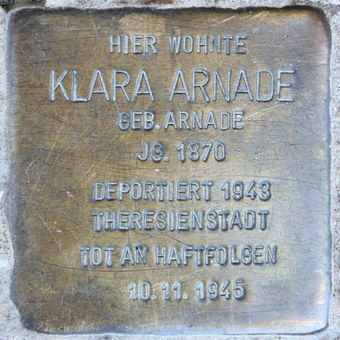 HIER WOHNTE
KLARA ARNADE
GEB. ARNADE
JG. 1870
DEPORTIERT 1943
THERESIENSTADT
TOT AN HAFTFOLGEN
10.11.1945